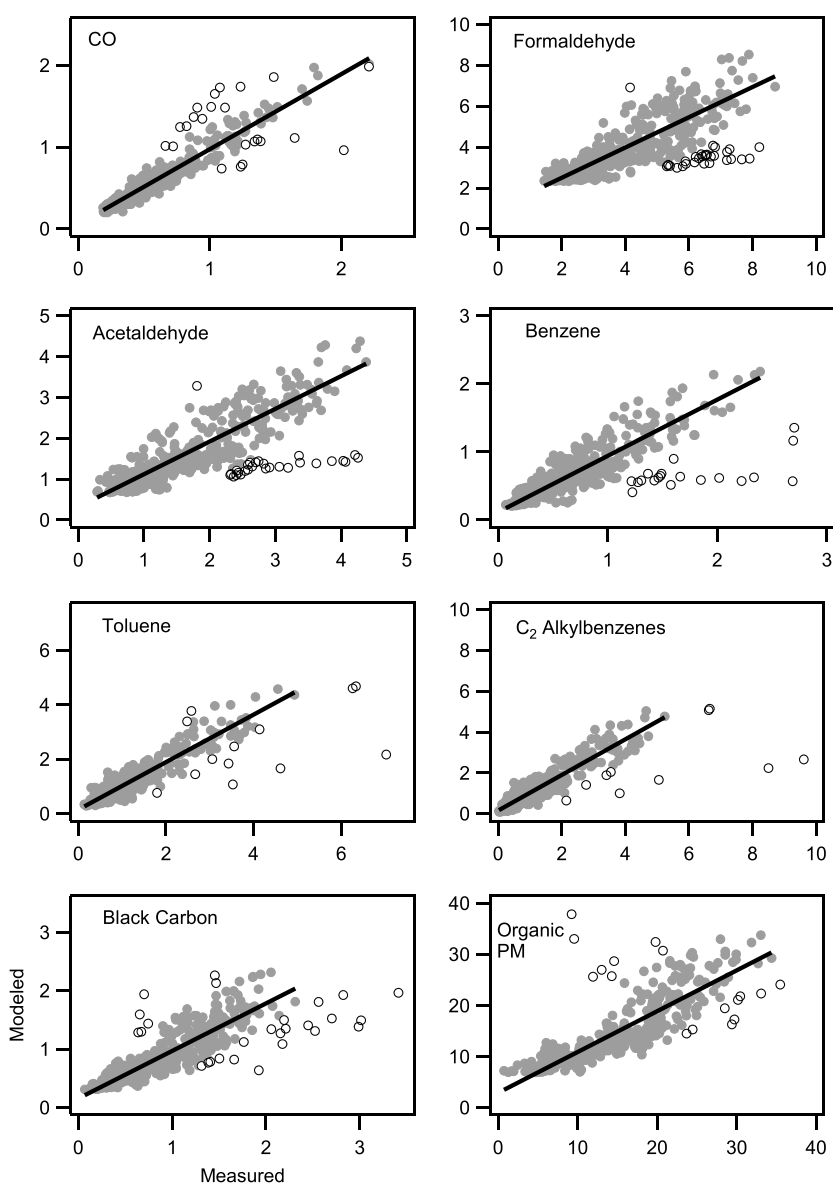 CO
2
1
0
0 1 2
Formaldehyde
10
8
6
4
2
0
0 2 4 6 8 10
Acetaldehyde
5
4
3
2
1
0
0 1 2 3 4 5
Benzene
3
2
1
0
0 1 2 3
Toluene
6
4
2
0
0 2 4 6
C₂ Alkylbenzenes
10
8
6
4
2
0
0 2 4 6 8 10
Black Carbon
3
2
1
0
0 1 2 3
Modeled
Measured
Organic
PM
40
30
20
10
0
0 10 20 30 40